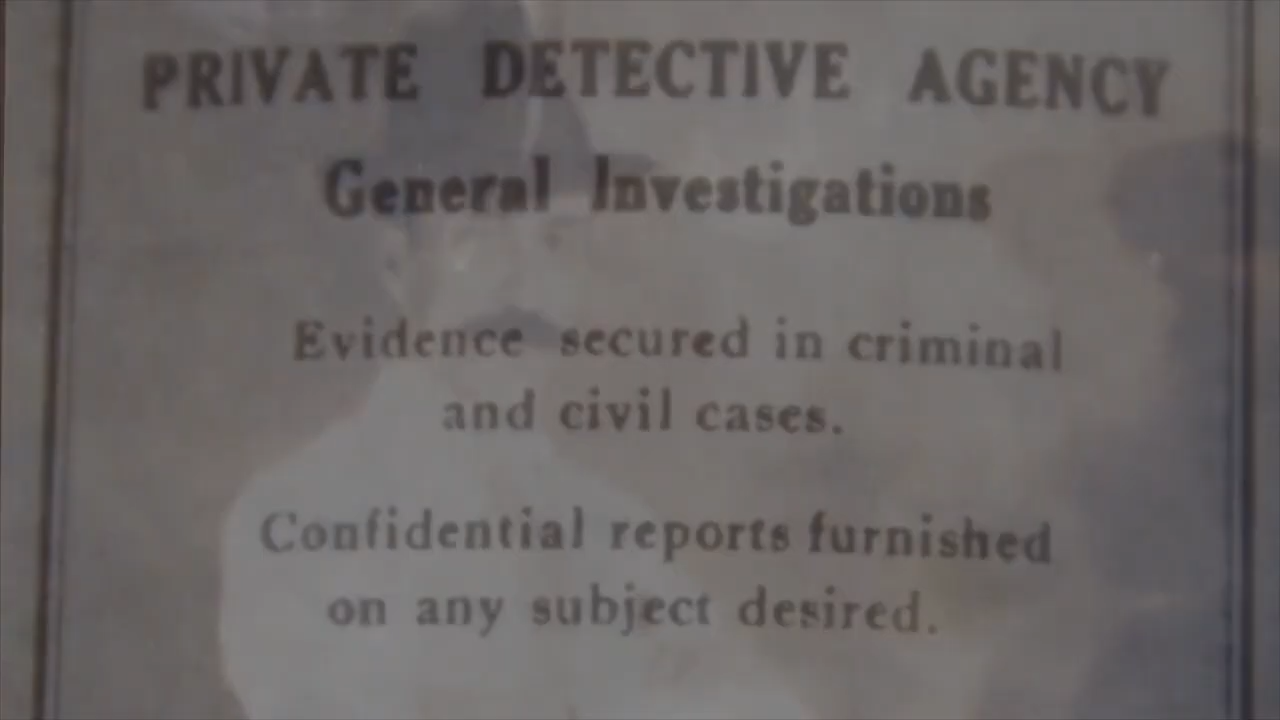 PRIVATE DETECTIVE AGENCY
General Investigations
Evidence secured in criminal
and civil cases.
Confidential reports furnished
on any subject desired.